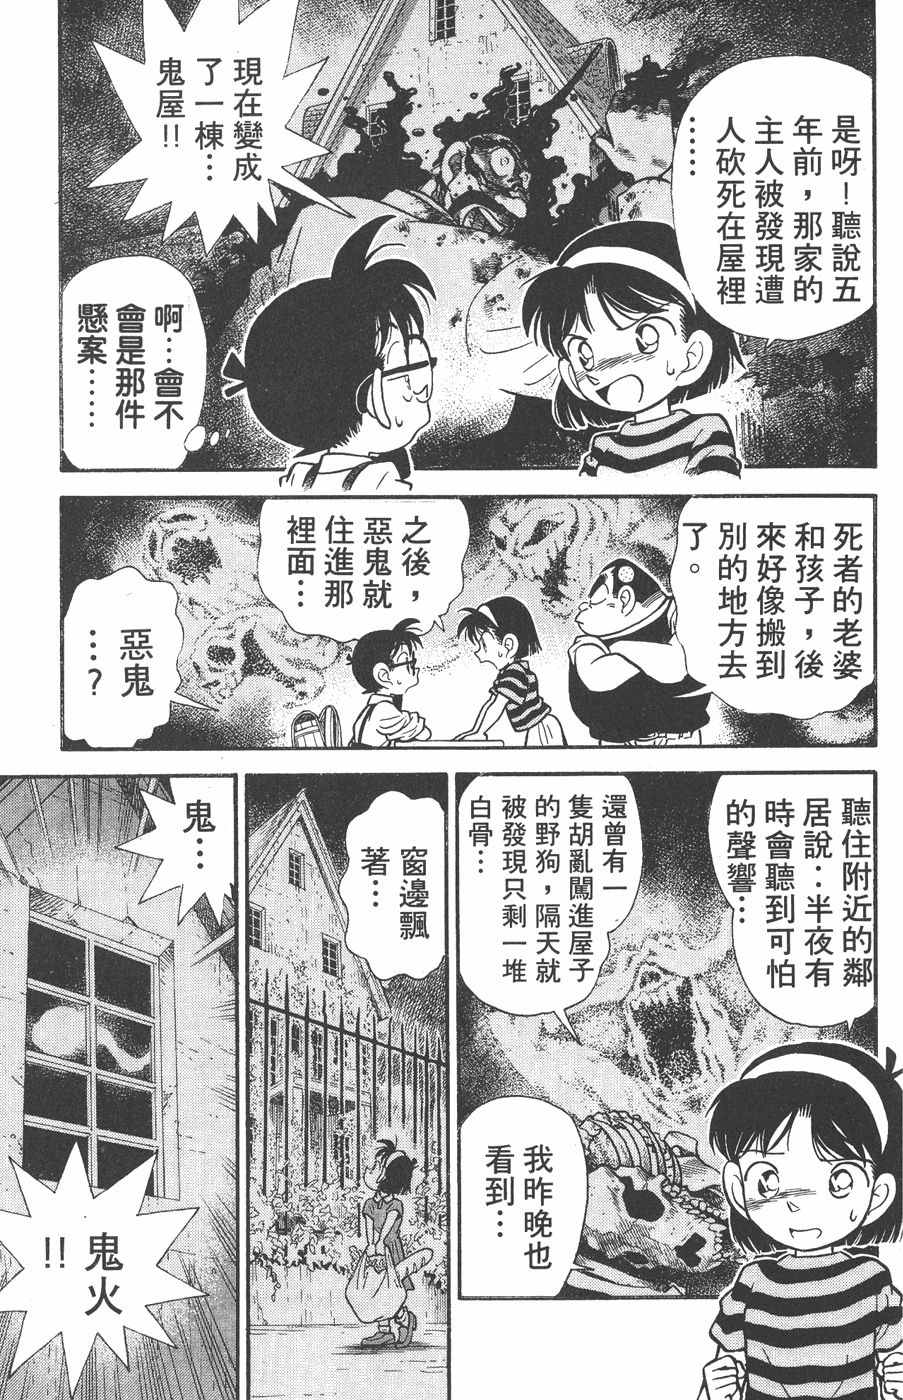 是呀！聽說五
年前，那家的
主人被發現遭
人砍死在屋裡
……
現在變成
了一棟…
鬼屋!!
啊…會不
會是那件
懸案……
死者的老婆
和孩子，後
來好像搬到
別的地方去
了。
之後，
惡鬼就
住進那
裡面…
惡鬼
…？
聽住附近的鄰
居說：半夜有
時會聽到可怕
的聲響…
還曾有一
隻胡亂闖進屋子
的野狗，隔天就
被發現只剩一堆
白骨…
我昨晚也
看到…
窗邊飄
著…
鬼…
鬼火
!!